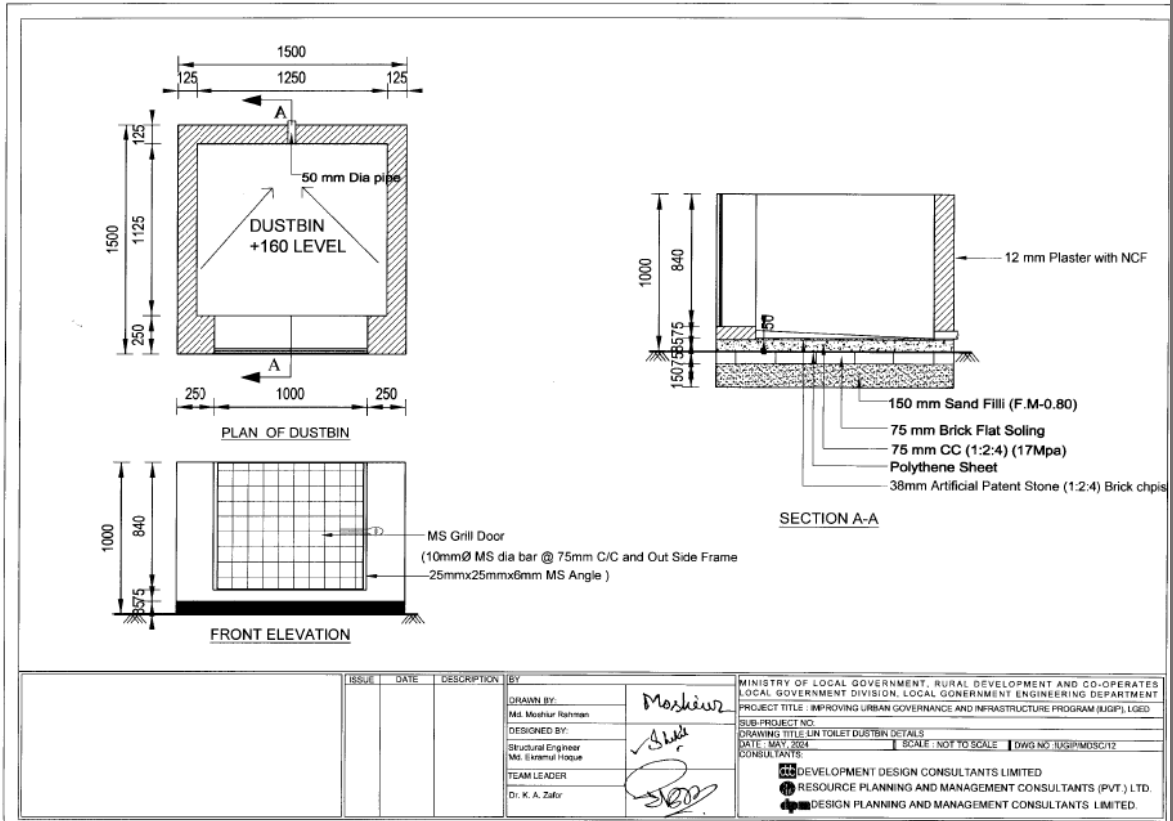 1500
125
1250
125
A
125
50 mm Dia pipe
DUSTBIN
+160 LEVEL
1500
1125
250
A
250
1000
250
PLAN OF DUSTBIN
1000
840
8575
MS Grill Door
(10mmØ MS dia bar @ 75mm C/C and Out Side Frame
25mmx25mmx6mm MS Angle )
FRONT ELEVATION
1000
840
8575
50
15075
12 mm Plaster with NCF
150 mm Sand Filli (F.M-0.80)
75 mm Brick Flat Soling
75 mm CC (1:2:4) (17Mpa)
Polythene Sheet
38mm Artificial Patent Stone (1:2:4) Brick chpis
SECTION A-A
ISSUE DATE DESCRIPTION BY
DRAWN BY:
Md. Moshiur Rahman
Moshiur
DESIGNED BY:
Structural Engineer
Md. Ekramul Hoque
TEAM LEADER
Dr. K. A. Zafor
MINISTRY OF LOCAL GOVERNMENT, RURAL DEVELOPMENT AND CO-OPERATES
LOCAL GOVERNMENT DIVISION, LOCAL GONERNMENT ENGINEERING DEPARTMENT
PROJECT TITLE : IMPROVING URBAN GOVERNANCE AND INFRASTRUCTURE PROGRAM (IUGIP), LGED
SUB-PROJECT NO:
DRAWING TITLE:LIN TOILET DUSTBIN DETAILS
DATE : MAY, 2024 SCALE : NOT TO SCALE DWG NO :IUGIP/MDSC/12
CONSULTANTS:
ddc DEVELOPMENT DESIGN CONSULTANTS LIMITED
RESOURCE PLANNING AND MANAGEMENT CONSULTANTS (PVT.) LTD.
dpm DESIGN PLANNING AND MANAGEMENT CONSULTANTS LIMITED.